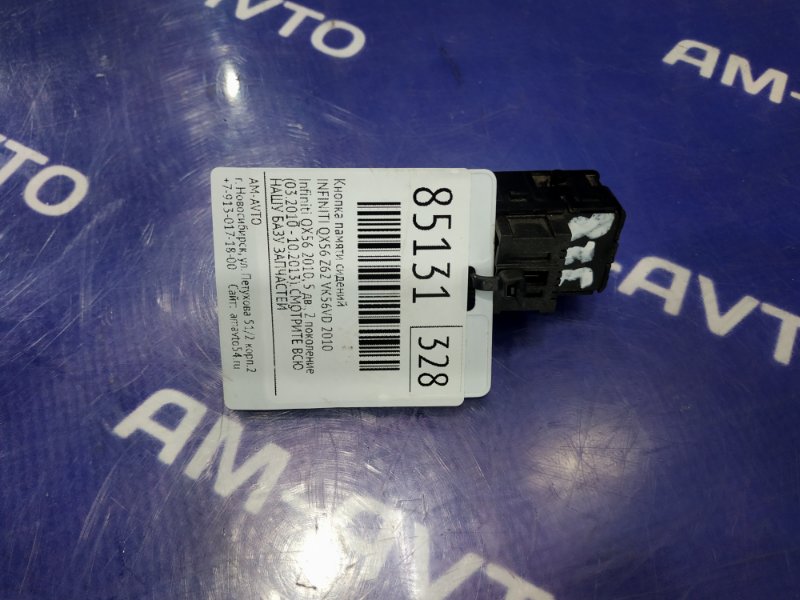 85131 328
Кнопка памяти сидений
INFINITI QX56 Z62 VK56VD 2010
Infiniti QX56 2010, 5 дв., 2 поколение
(03.2010 - 10.2013). СМОТРИТЕ ВСЮ
НАШУ БАЗУ ЗАПЧАСТЕЙ
AM-AVTO
г. Новосибирск, ул. Петухова 51/2 корп.2
+7-913-017-18-00 Сайт: amavto54.ru
AM-AVTO
AM-
VTO
AM-AVTO
AM-AVTO